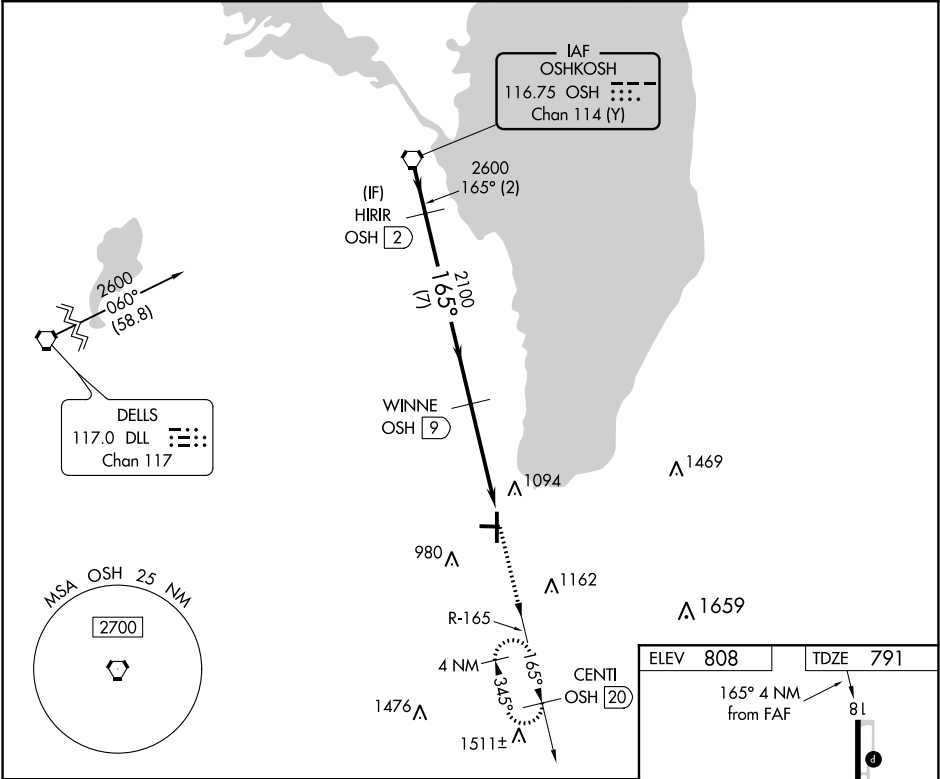 IAF
OSHKOSH
116.75 OSH
Chan 114 (Y)
2600
165° (2)
(IF)
HIRIR
OSH 2
2100
165°
(7)
2600
060°
(58.8)
DELLS
117.0 DLL
Chan 117
WINNE
OSH 9
1094
1469
980
1162
1659
MSA OSH 25 NM
2700
R-165
4 NM
165°
345°
CENTI
OSH 20
1476
1511±
ELEV 808
TDZE 791
165° 4 NM
from FAF
18
P